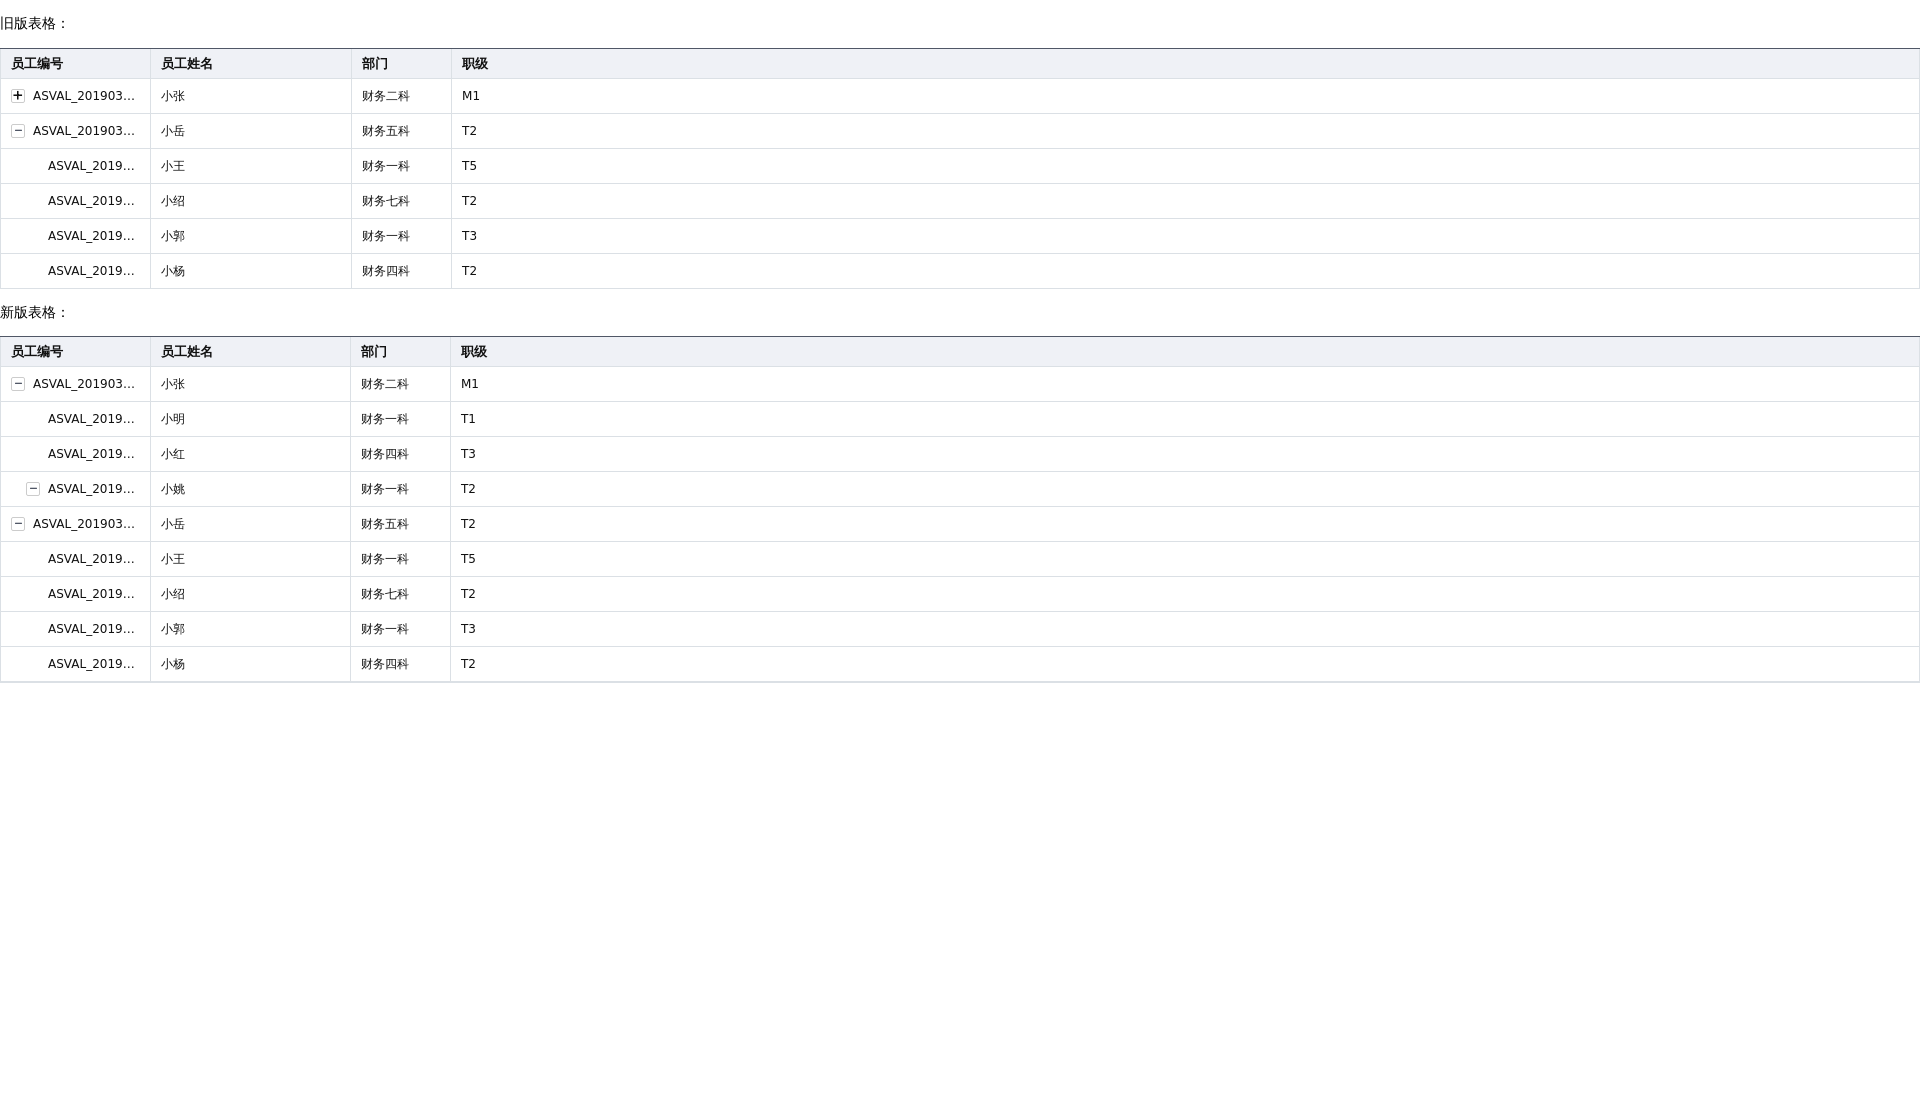 旧版表格：
员工编号 员工姓名 部门 职级
ASVAL_201903... 小张 财务二科 M1
ASVAL_201903... 小岳 财务五科 T2
ASVAL_2019... 小王 财务一科 T5
ASVAL_2019... 小绍 财务七科 T2
ASVAL_2019... 小郭 财务一科 T3
ASVAL_2019... 小杨 财务四科 T2
新版表格：
员工编号 员工姓名 部门 职级
ASVAL_201903... 小张 财务二科 M1
ASVAL_2019... 小明 财务一科 T1
ASVAL_2019... 小红 财务四科 T3
ASVAL_2019... 小姚 财务一科 T2
ASVAL_201903... 小岳 财务五科 T2
ASVAL_2019... 小王 财务一科 T5
ASVAL_2019... 小绍 财务七科 T2
ASVAL_2019... 小郭 财务一科 T3
ASVAL_2019... 小杨 财务四科 T2